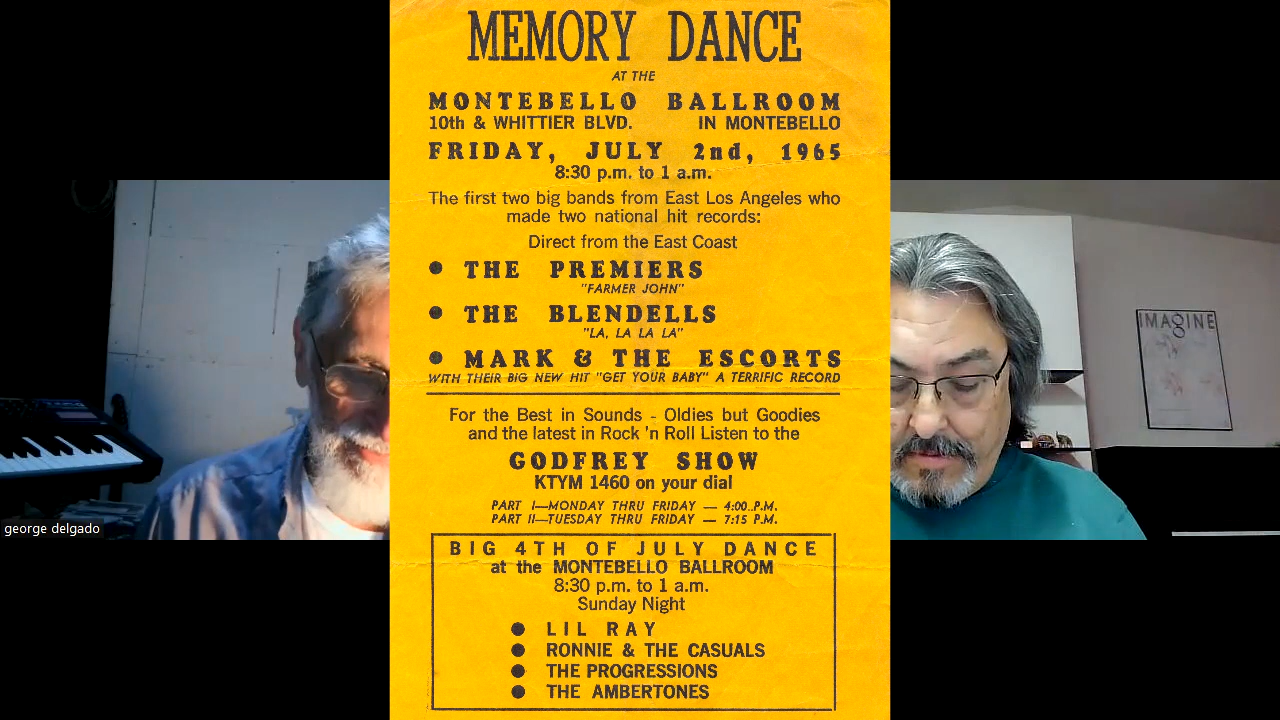 MEMORY DANCE
AT THE
MONTEBELLO BALLROOM
10th & WHITTIER BLVD. IN MONTEBELLO
FRIDAY, JULY 2nd, 1965
8:30 p.m. to 1 a.m.
The first two big bands from East Los Angeles who
made two national hit records:
Direct from the East Coast
● THE PREMIERS
"FARMER JOHN"
● THE BLENDELLS
"LA, LA LA LA"
● MARK & THE ESCORTS
WITH THEIR BIG NEW HIT "GET YOUR BABY" A TERRIFIC RECORD
For the Best in Sounds - Oldies but Goodies
and the latest in Rock 'n Roll Listen to the
GODFREY SHOW
KTYM 1460 on your dial
PART I—MONDAY THRU FRIDAY — 4:00 P.M.
PART II—TUESDAY THRU FRIDAY — 7:15 P.M.
BIG 4TH OF JULY DANCE
at the MONTEBELLO BALLROOM
8:30 p.m. to 1 a.m.
Sunday Night
● LIL RAY
● RONNIE & THE CASUALS
● THE PROGRESSIONS
● THE AMBERTONES
george delgado
IMAGINE